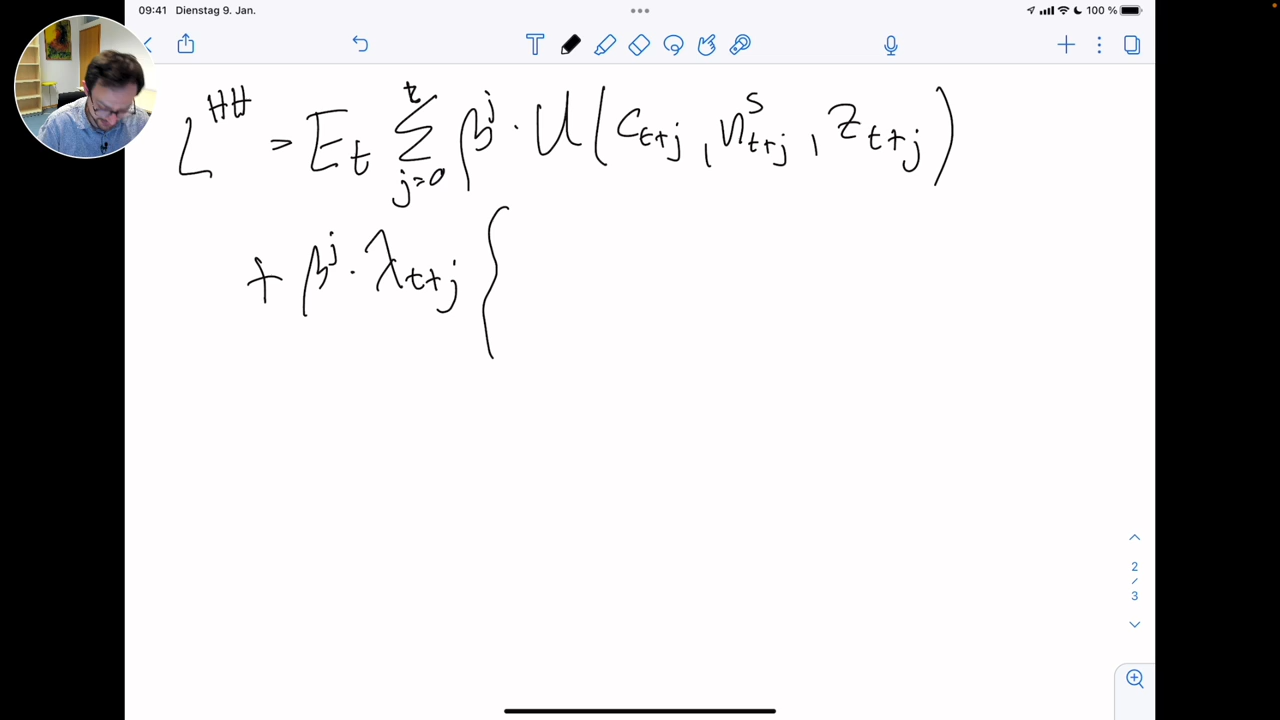 09:41 Dienstag 9. Jan. 100 %
L^HH = E_t Σ_{j=0}^{t} β^j · U(C_{t+j}, n^s_{t+j}, z_{t+j})
+ β^j · λ_{t+j} {
2
/
3